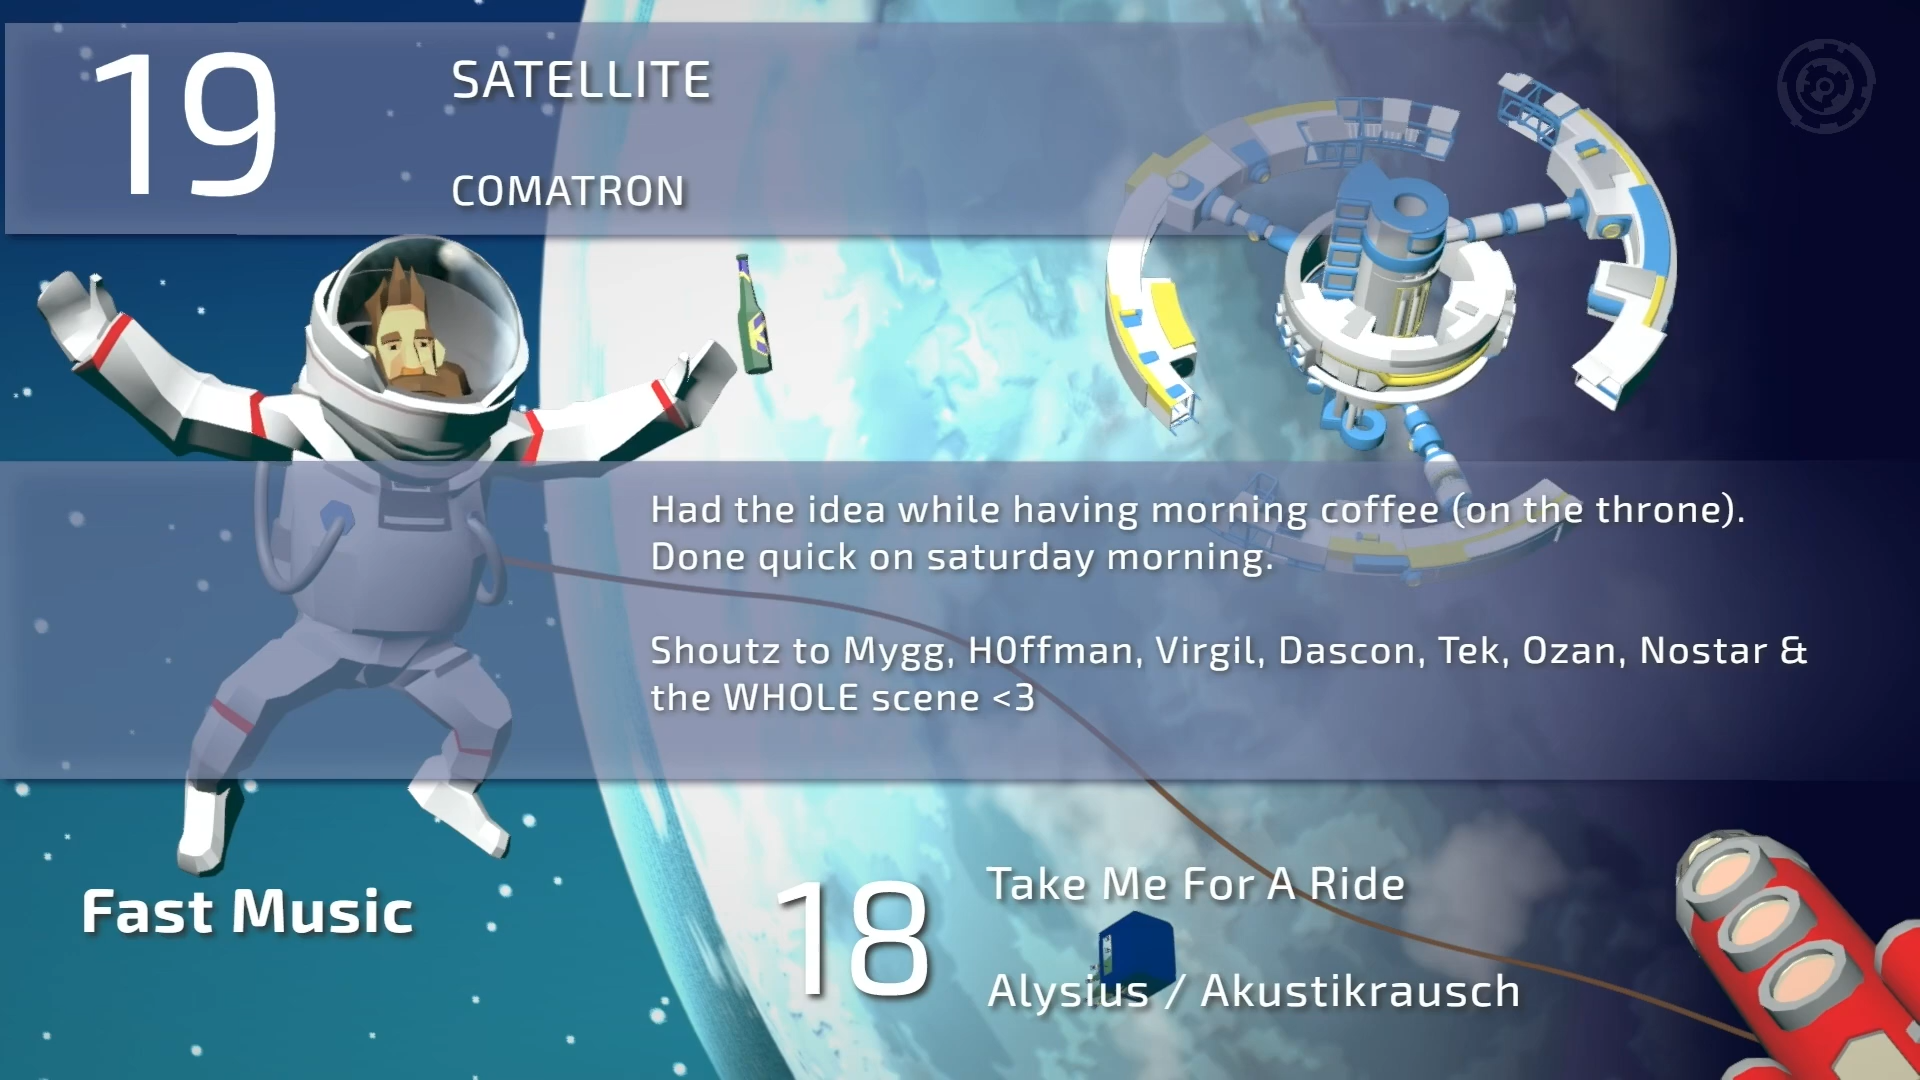 19
SATELLITE
COMATRON
Had the idea while having morning coffee (on the throne).
Done quick on saturday morning.
Shoutz to Mygg, H0ffman, Virgil, Dascon, Tek, Ozan, Nostar &
the WHOLE scene <3
Fast Music
18
Take Me For A Ride
Alysius / Akustikrausch